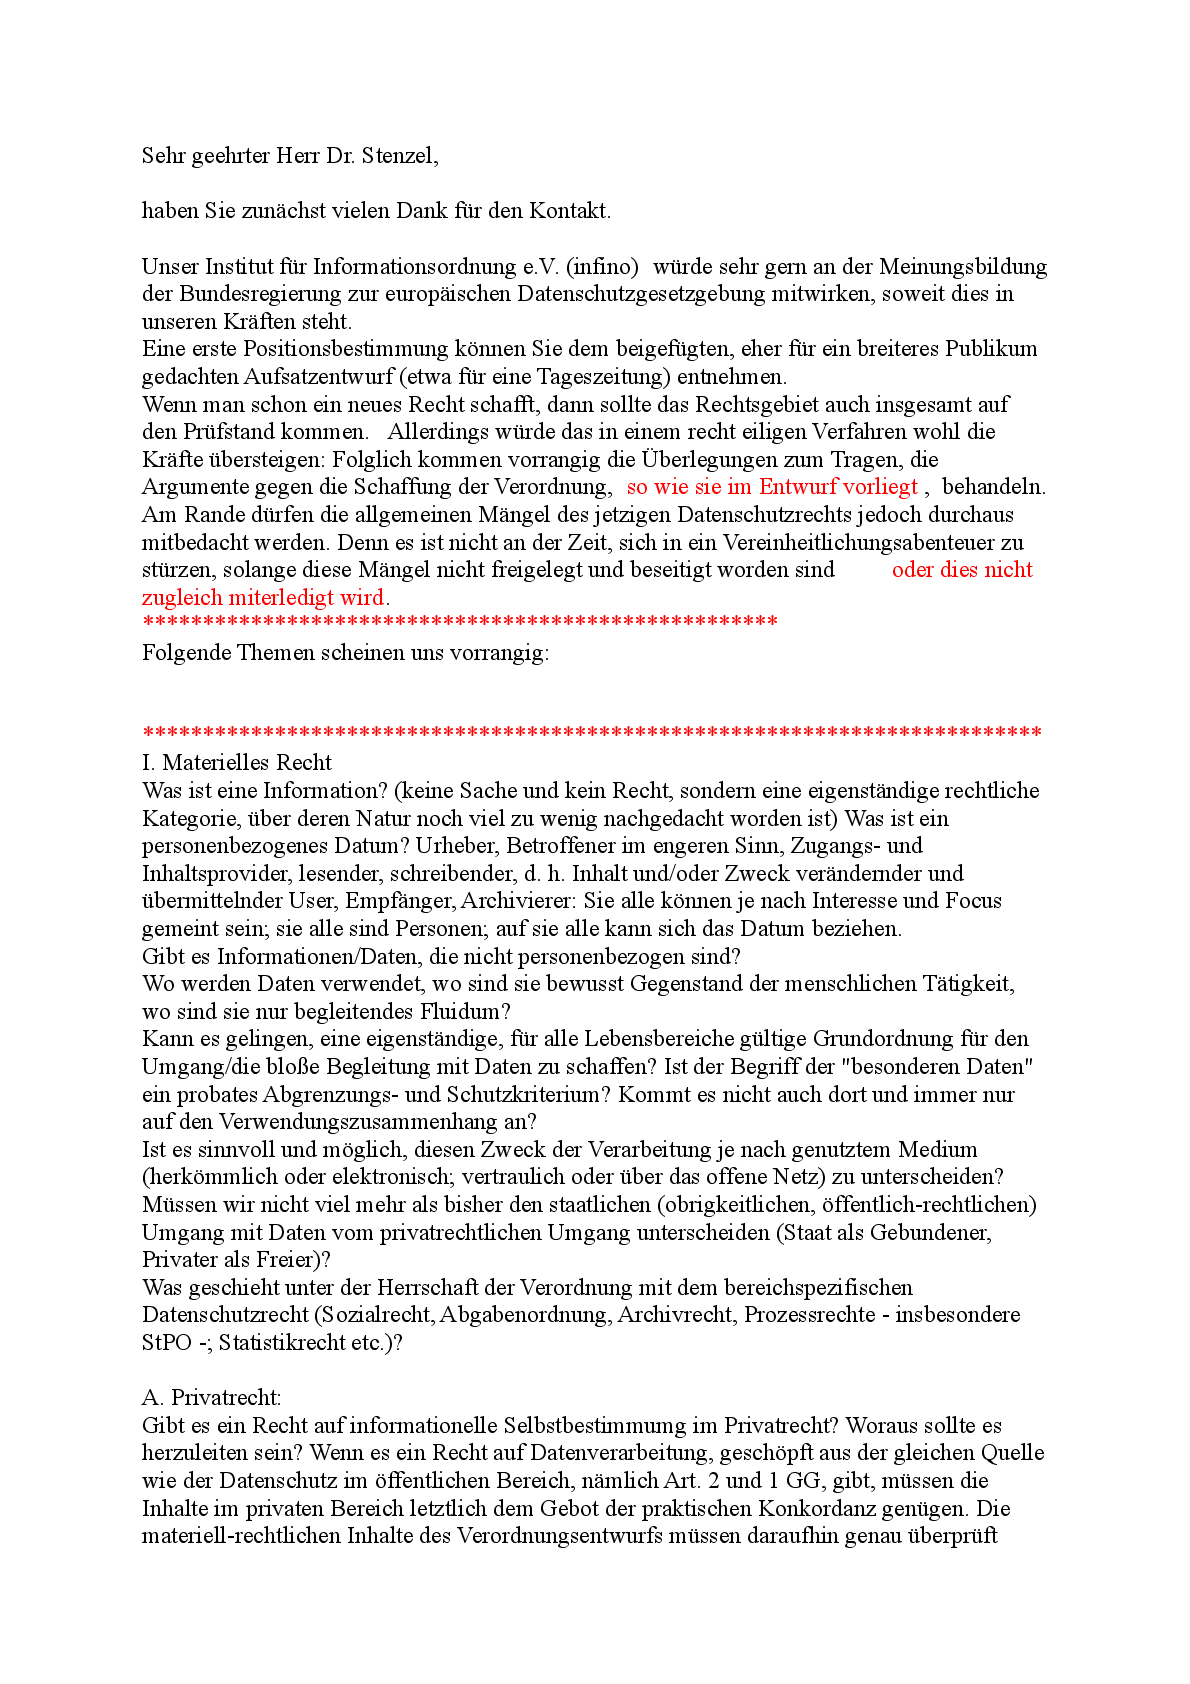 Sehr geehrter Herr Dr. Stenzel,
haben Sie zunächst vielen Dank für den Kontakt.
Unser Institut für Informationsordnung e.V. (infino)  würde sehr gern an der Meinungsbildung
der Bundesregierung zur europäischen Datenschutzgesetzgebung mitwirken, soweit dies in
unseren Kräften steht.
Eine erste Positionsbestimmung können Sie dem beigefügten, eher für ein breiteres Publikum
gedachten Aufsatzentwurf (etwa für eine Tageszeitung) entnehmen.
Wenn man schon ein neues Recht schafft, dann sollte das Rechtsgebiet auch insgesamt auf
den Prüfstand kommen.   Allerdings würde das in einem recht eiligen Verfahren wohl die
Kräfte übersteigen: Folglich kommen vorrangig die Überlegungen zum Tragen, die
Argumente gegen die Schaffung der Verordnung,  so wie sie im Entwurf vorliegt ,  behandeln.
Am Rande dürfen die allgemeinen Mängel des jetzigen Datenschutzrechts jedoch durchaus
mitbedacht werden. Denn es ist nicht an der Zeit, sich in ein Vereinheitlichungsabenteuer zu
stürzen, solange diese Mängel nicht freigelegt und beseitigt worden sind         oder dies nicht
zugleich miterledigt wird.
*****************************************************
Folgende Themen scheinen uns vorrangig:
***************************************************************************
I. Materielles Recht
Was ist eine Information? (keine Sache und kein Recht, sondern eine eigenständige rechtliche
Kategorie, über deren Natur noch viel zu wenig nachgedacht worden ist) Was ist ein
personenbezogenes Datum? Urheber, Betroffener im engeren Sinn, Zugangs- und
Inhaltsprovider, lesender, schreibender, d. h. Inhalt und/oder Zweck verändernder und
übermittelnder User, Empfänger, Archivierer: Sie alle können je nach Interesse und Focus
gemeint sein; sie alle sind Personen; auf sie alle kann sich das Datum beziehen.
Gibt es Informationen/Daten, die nicht personenbezogen sind?
Wo werden Daten verwendet, wo sind sie bewusst Gegenstand der menschlichen Tätigkeit,
wo sind sie nur begleitendes Fluidum?
Kann es gelingen, eine eigenständige, für alle Lebensbereiche gültige Grundordnung für den
Umgang/die bloße Begleitung mit Daten zu schaffen? Ist der Begriff der "besonderen Daten"
ein probates Abgrenzungs- und Schutzkriterium? Kommt es nicht auch dort und immer nur
auf den Verwendungszusammenhang an?
Ist es sinnvoll und möglich, diesen Zweck der Verarbeitung je nach genutztem Medium
(herkömmlich oder elektronisch; vertraulich oder über das offene Netz) zu unterscheiden?
Müssen wir nicht viel mehr als bisher den staatlichen (obrigkeitlichen, öffentlich-rechtlichen)
Umgang mit Daten vom privatrechtlichen Umgang unterscheiden (Staat als Gebundener,
Privater als Freier)?
Was geschieht unter der Herrschaft der Verordnung mit dem bereichspezifischen
Datenschutzrecht (Sozialrecht, Abgabenordnung, Archivrecht, Prozessrechte - insbesondere
StPO -; Statistikrecht etc.)?
A. Privatrecht:
Gibt es ein Recht auf informationelle Selbstbestimmumg im Privatrecht? Woraus sollte es
herzuleiten sein? Wenn es ein Recht auf Datenverarbeitung, geschöpft aus der gleichen Quelle
wie der Datenschutz im öffentlichen Bereich, nämlich Art. 2 und 1 GG, gibt, müssen die
Inhalte im privaten Bereich letztlich dem Gebot der praktischen Konkordanz genügen. Die
materiell-rechtlichen Inhalte des Verordnungsentwurfs müssen daraufhin genau überprüft